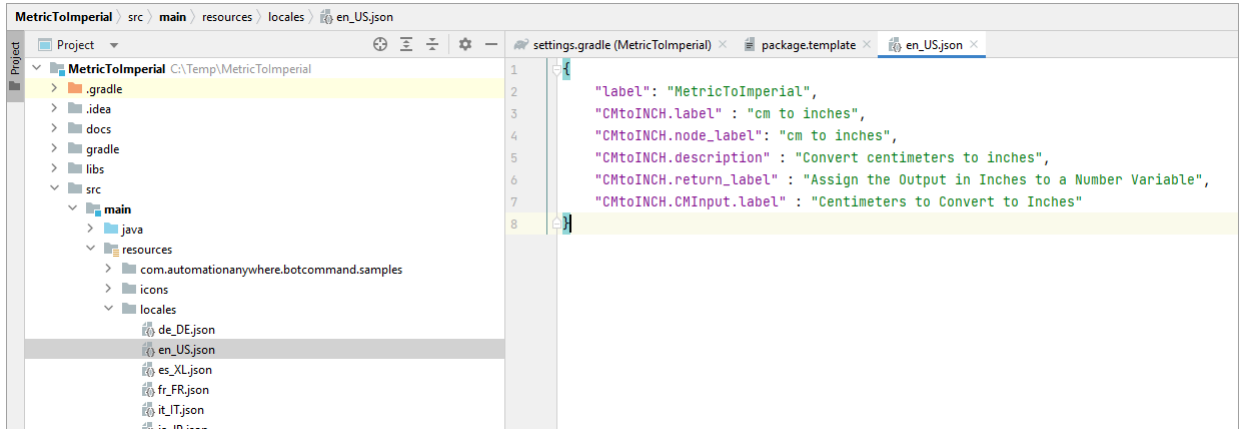 MetricToImperial 〉 src 〉 main 〉 resources 〉 locales 〉 en_US.json
Project
Project
MetricToImperial C:\Temp\MetricToImperial
.gradle
.idea
docs
gradle
libs
src
main
java
resources
com.automationanywhere.botcommand.samples
icons
locales
de_DE.json
en_US.json
es_XL.json
fr_FR.json
it_IT.json
settings.gradle (MetricToImperial) × package.template × en_US.json ×
1 {
2 "label": "MetricToImperial",
3 "CMtoINCH.label" : "cm to inches",
4 "CMtoINCH.node_label": "cm to inches",
5 "CMtoINCH.description" : "Convert centimeters to inches",
6 "CMtoINCH.return_label" : "Assign the Output in Inches to a Number Variable",
7 "CMtoINCH.CMInput.label" : "Centimeters to Convert to Inches"
8 }